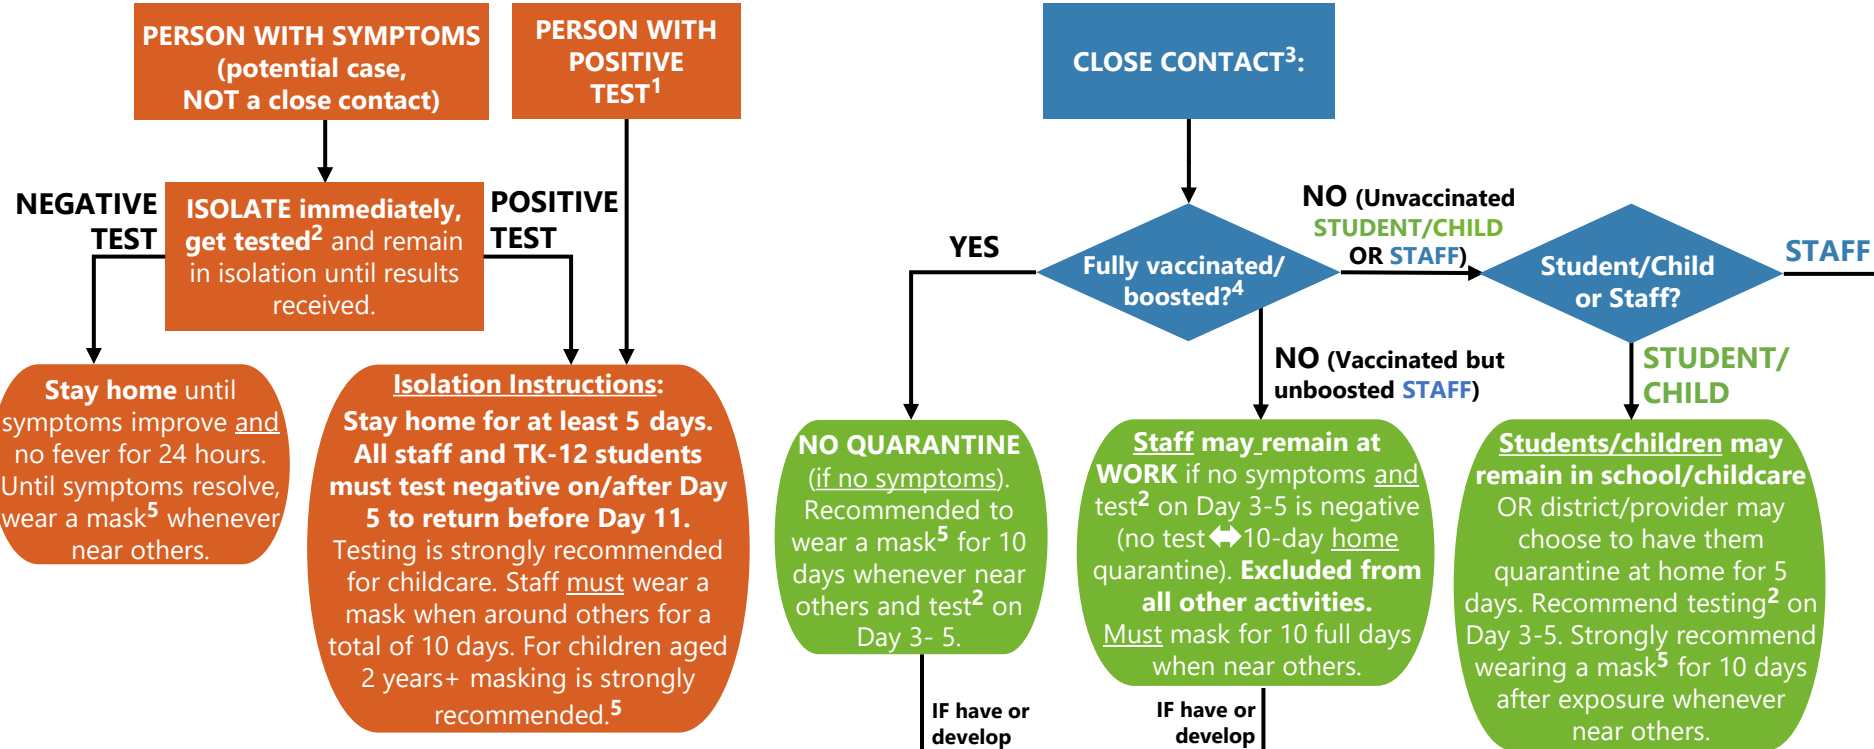 PERSON WITH SYMPTOMS
(potential case,
NOT a close contact)
PERSON WITH
POSITIVE
TEST1
NEGATIVE
TEST
ISOLATE immediately,
get tested2 and remain
in isolation until results
received.
POSITIVE
TEST
Stay home until
symptoms improve and
no fever for 24 hours.
Until symptoms resolve,
wear a mask5 whenever
near others.
Isolation Instructions:
Stay home for at least 5 days.
All staff and TK-12 students
must test negative on/after Day
5 to return before Day 11.
Testing is strongly recommended
for childcare. Staff must wear a
mask when around others for a
total of 10 days. For children aged
2 years+ masking is strongly
recommended.5
CLOSE CONTACT3:
YES
Fully vaccinated/
boosted?4
NO (Unvaccinated
STUDENT/CHILD
OR STAFF)
Student/Child
or Staff?
STAFF
NO (Vaccinated but
unboosted STAFF)
STUDENT/
CHILD
NO QUARANTINE
(if no symptoms).
Recommended to
wear a mask5 for 10
days whenever near
others and test2 on
Day 3- 5.
Staff may remain at
WORK if no symptoms and
test2 on Day 3-5 is negative
(no test⬌10-day home
quarantine). Excluded from
all other activities.
Must mask for 10 full days
when near others.
Students/children may
remain in school/childcare
OR district/provider may
choose to have them
quarantine at home for 5
days. Recommend testing2 on
Day 3-5. Strongly recommend
wearing a mask5 for 10 days
after exposure whenever
near others.
IF have or
develop
IF have or
develop